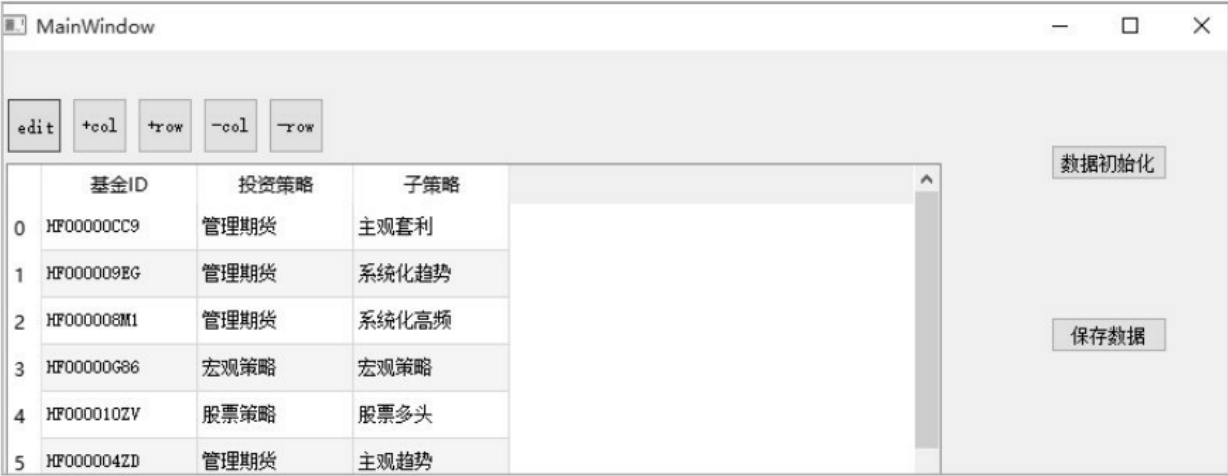 MainWindow
edit +col +row -col -row
数据初始化
基金ID 投资策略 子策略
0 HF00000CC9 管理期货 主观套利
1 HF000009EG 管理期货 系统化趋势
2 HF000008M1 管理期货 系统化高频
保存数据
3 HF00000G86 宏观策略 宏观策略
4 HF000010ZV 股票策略 股票多头
5 HF000004ZD 管理期货 主观趋势